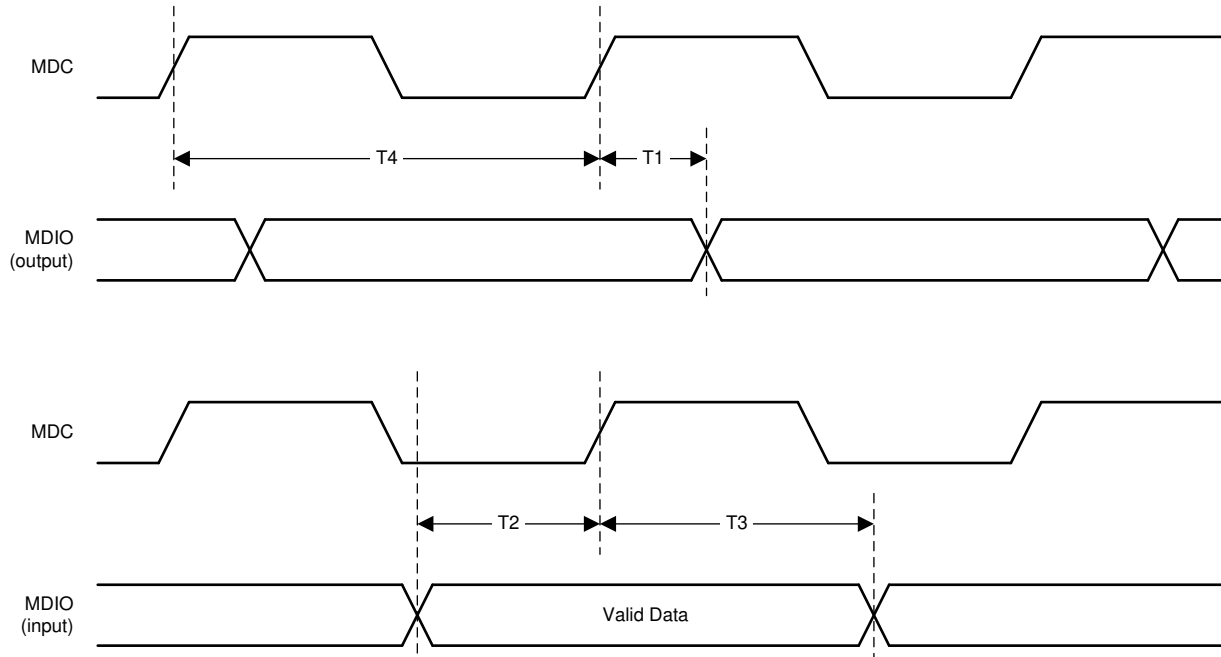 MDC
T4
T1
MDIO
(output)
MDC
T2
T3
MDIO
(input)
Valid Data